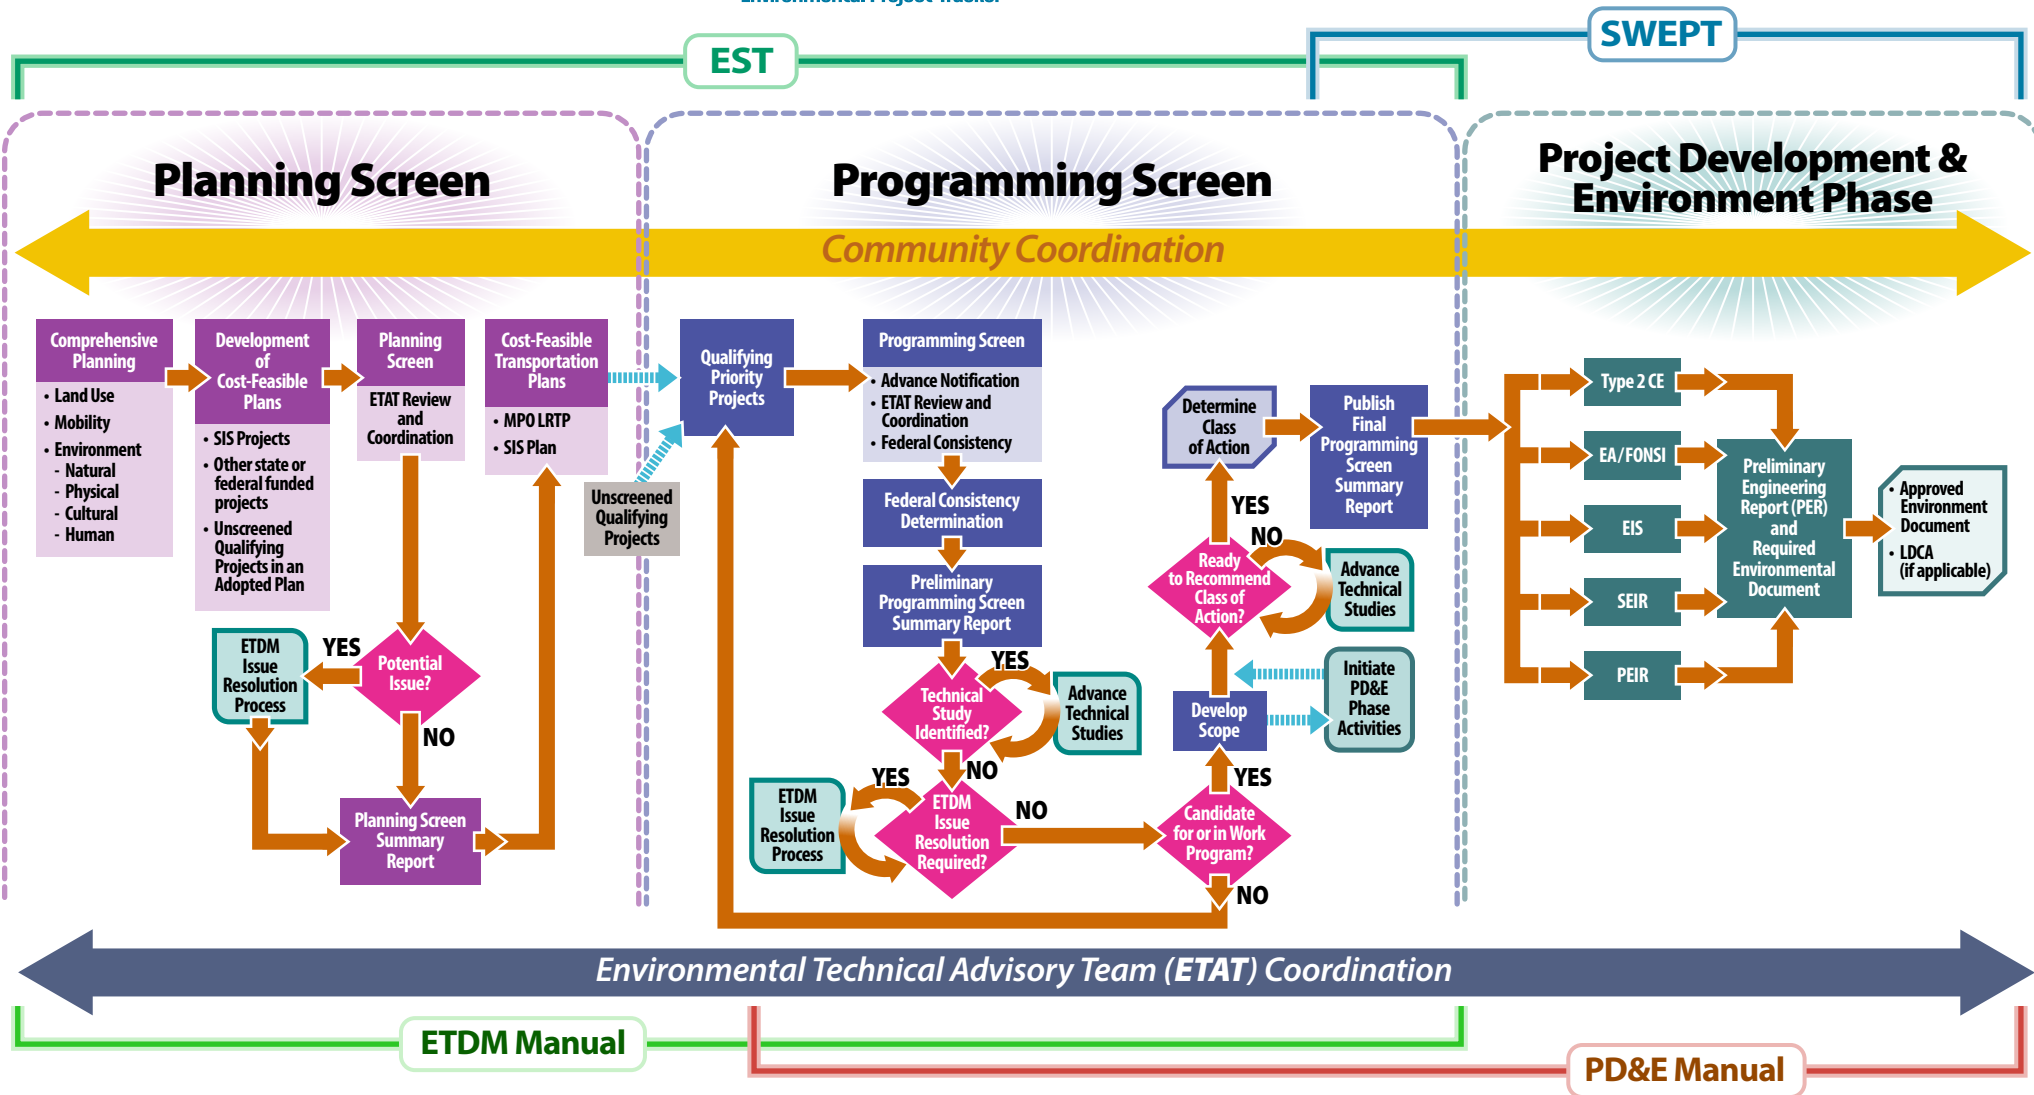 Environmental Project Tracker
SWEPT
EST
Planning Screen
Programming Screen
Project Development &
Environment Phase
Community Coordination
Comprehensive
Planning
• Land Use
• Mobility
• Environment
- Natural
- Physical
- Cultural
- Human
Development
of
Cost-Feasible
Plans
• SIS Projects
• Other state or
federal funded
projects
• Unscreened
Qualifying
Projects in an
Adopted Plan
Planning
Screen
ETAT Review
and
Coordination
Cost-Feasible
Transportation
Plans
• MPO LRTP
• SIS Plan
Unscreened
Qualifying
Projects
ETDM
Issue
Resolution
Process
YES
Potential
Issue?
NO
Planning Screen
Summary
Report
Qualifying
Priority
Projects
Programming Screen
• Advance Notification
• ETAT Review and
Coordination
• Federal Consistency
Federal Consistency
Determination
Preliminary
Programming Screen
Summary Report
YES
Technical
Study
Identified?
Advance
Technical
Studies
NO
YES
ETDM
Issue
Resolution
Process
ETDM
Issue
Resolution
Required?
NO
Candidate
for or in Work
Program?
NO
YES
Develop
Scope
Initiate
PD&E
Phase
Activities
Ready
to Recommend
Class of
Action?
NO
Advance
Technical
Studies
YES
Determine
Class
of Action
Publish
Final
Programming
Screen
Summary
Report
Type 2 CE
EA/FONSI
EIS
SEIR
PEIR
Preliminary
Engineering
Report (PER)
and
Required
Environmental
Document
• Approved
Environment
Document
• LDCA
(if applicable)
Environmental Technical Advisory Team (ETAT) Coordination
ETDM Manual
PD&E Manual